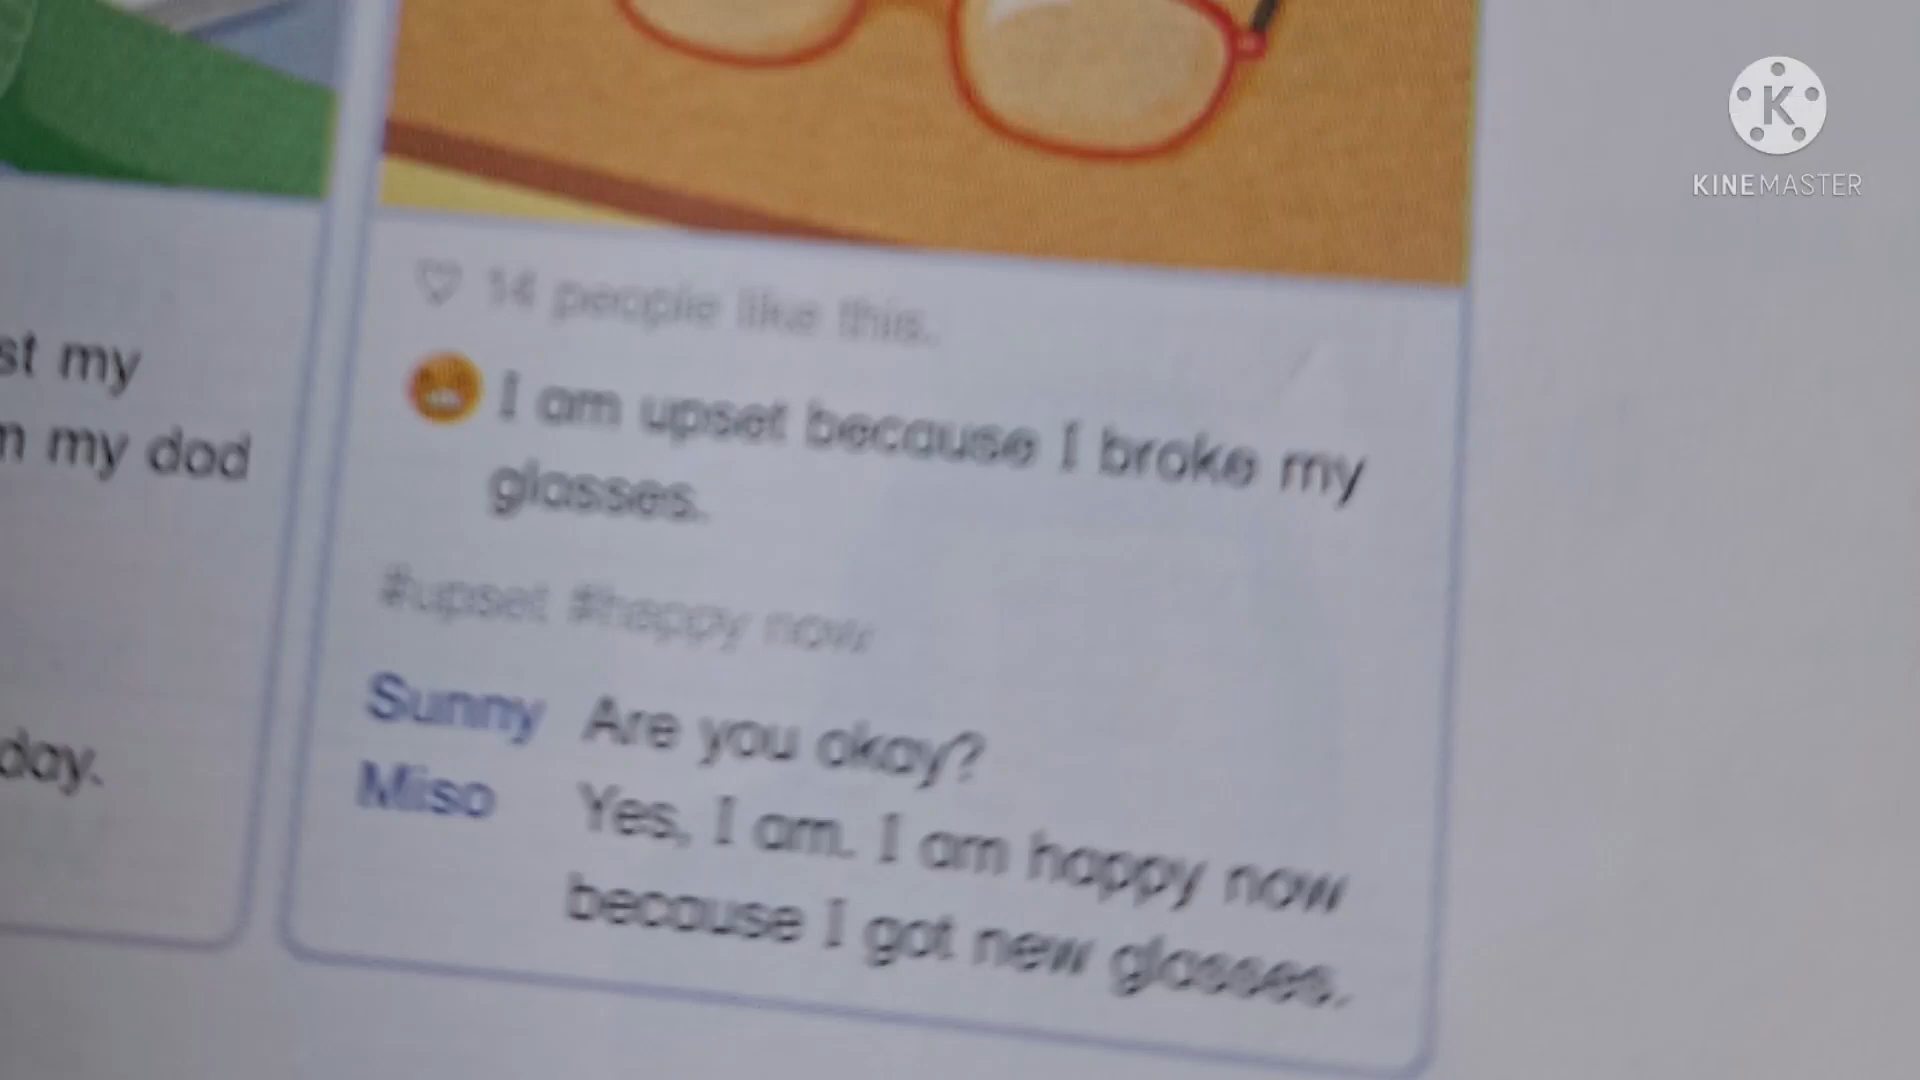 st my
my dad
day.
14 people like this.
I am upset because I broke my
glasses.
#upset #happy now
Sunny Are you okay?
Miso Yes, I am. I am happy now
because I got new glasses.
K
KINEMASTER